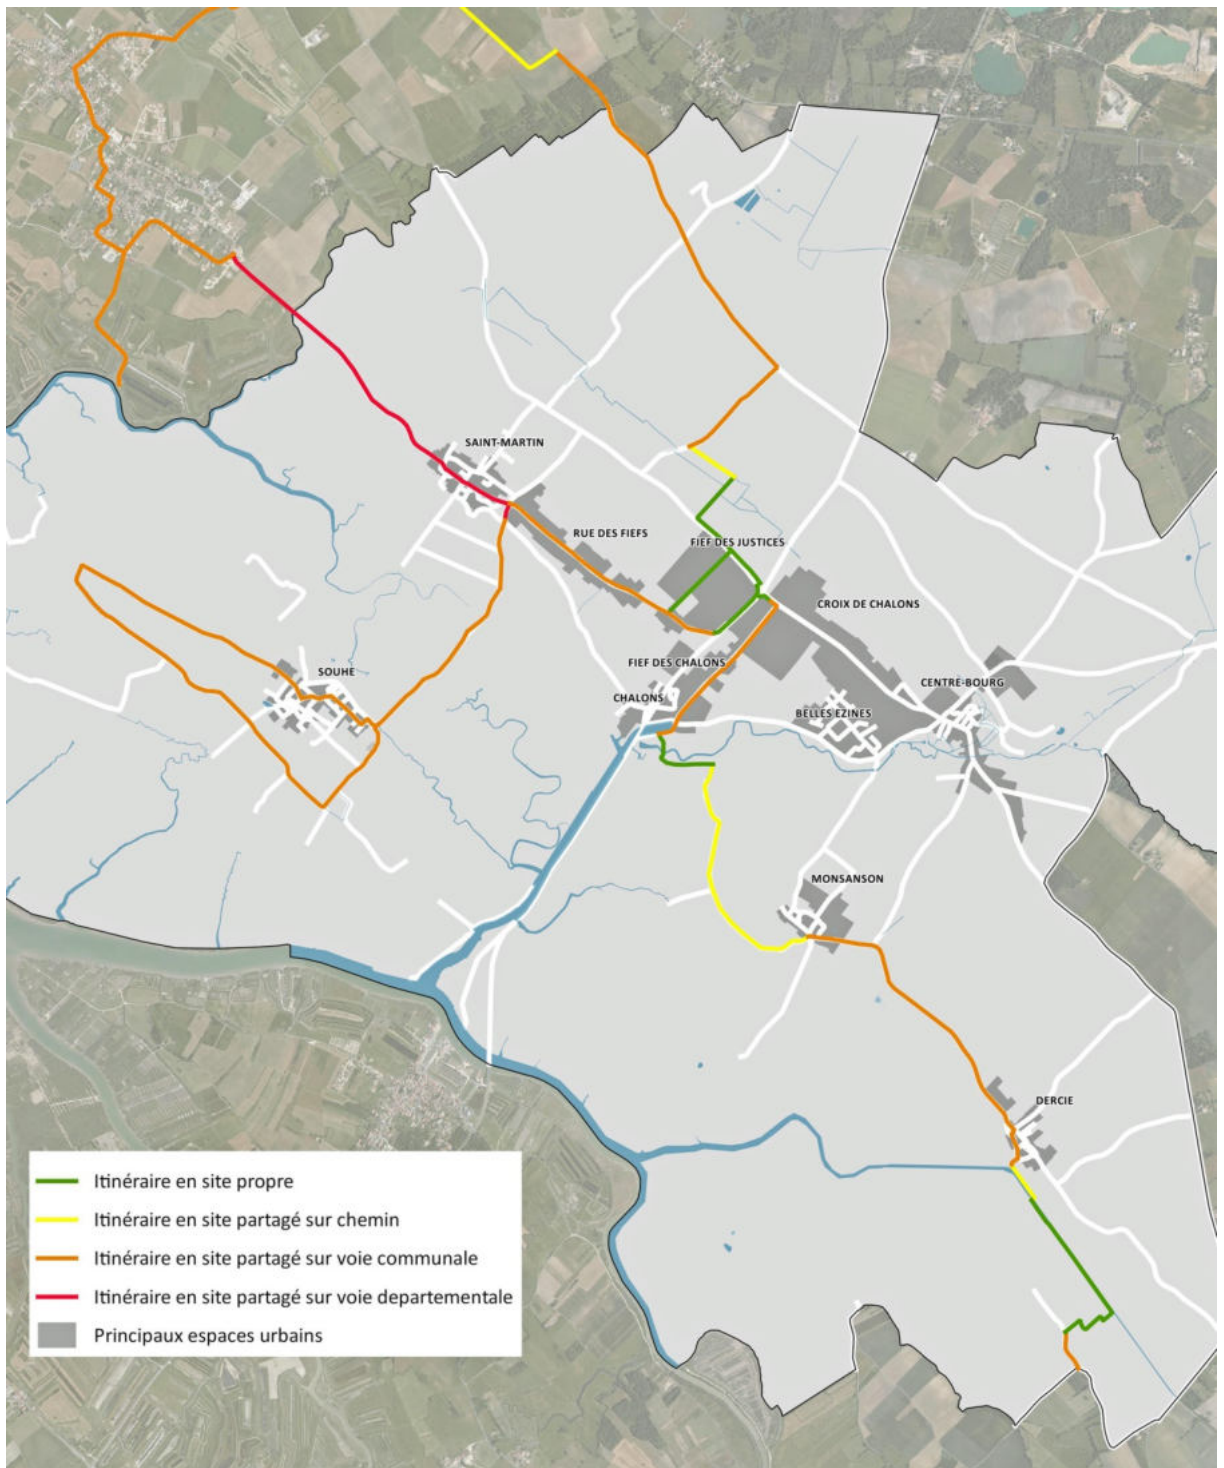 SAINT-MARTIN
RUE DES FIEFS
FIEF DES JUSTICES
CROIX DE CHALONS
FIEF DES CHALONS
SOUHE
CENTRE-BOURG
CHALONS
BELLES EZINES
MONSANSON
DERCIE
Itinéraire en site propre
Itinéraire en site partagé sur chemin
Itinéraire en site partagé sur voie communale
Itinéraire en site partagé sur voie departementale
Principaux espaces urbains